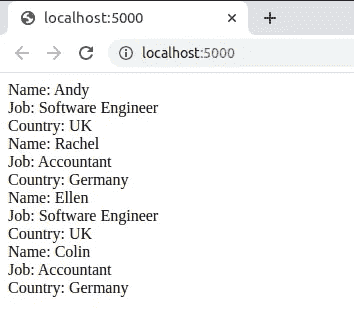 localhost:5000
localhost:5000
Name: Andy
Job: Software Engineer
Country: UK
Name: Rachel
Job: Accountant
Country: Germany
Name: Ellen
Job: Software Engineer
Country: UK
Name: Colin
Job: Accountant
Country: Germany